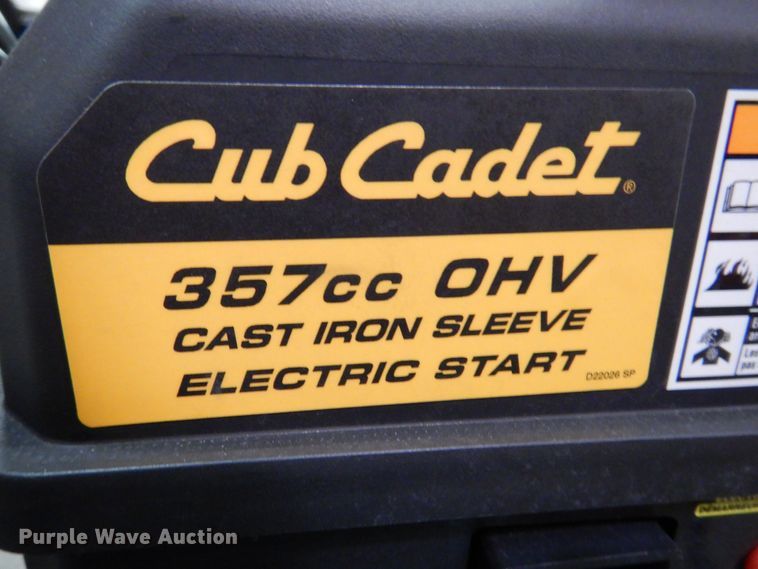 Cub Cadet®
357cc OHV
CAST IRON SLEEVE
ELECTRIC START
D22026 SP
Purple Wave Auction